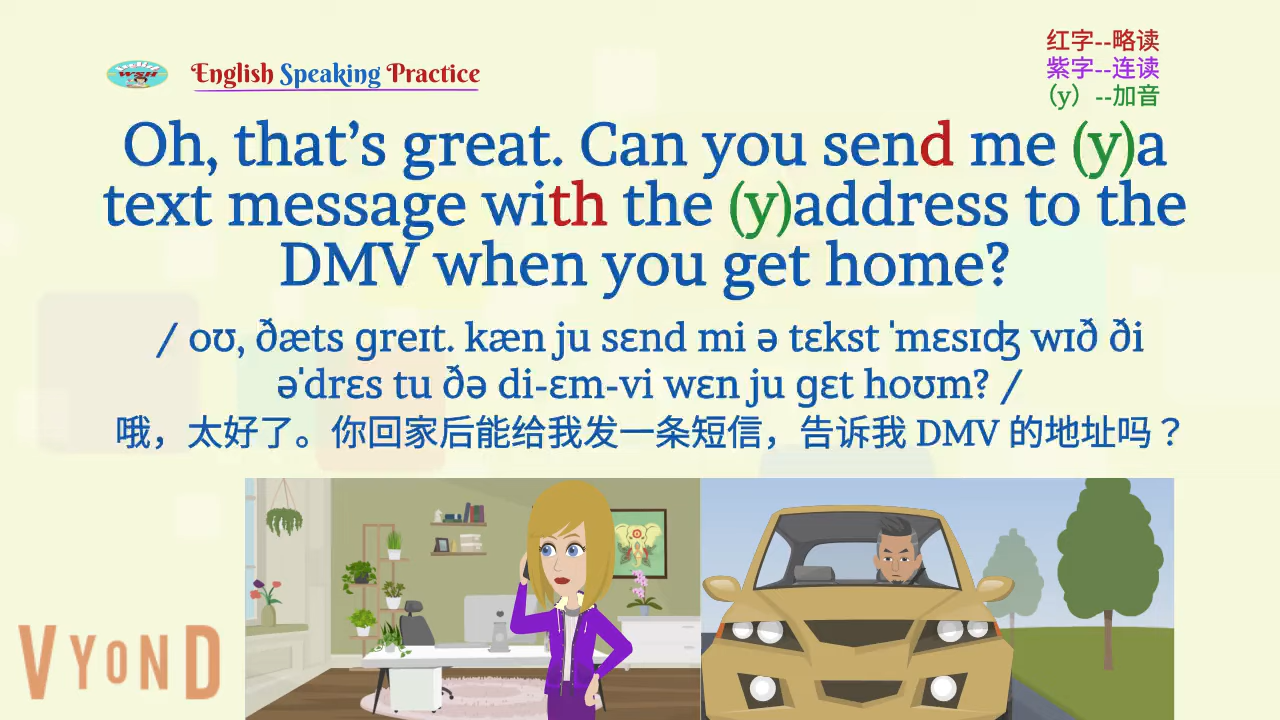 红字--略读
紫字--连读
(y）--加音
WSH
English Speaking Practice
Oh, that’s great. Can you send me (y)a
text message with the (y)address to the
DMV when you get home?
/ oʊ, ðæts ɡreɪt. kæn ju sɛnd mi ə tɛkst ˈmɛsɪʤ wɪð ði
əˈdrɛs tu ðə di-ɛm-vi wɛn ju ɡɛt hoʊm? /
哦，太好了。你回家后能给我发一条短信，告诉我 DMV 的地址吗？
VYOND